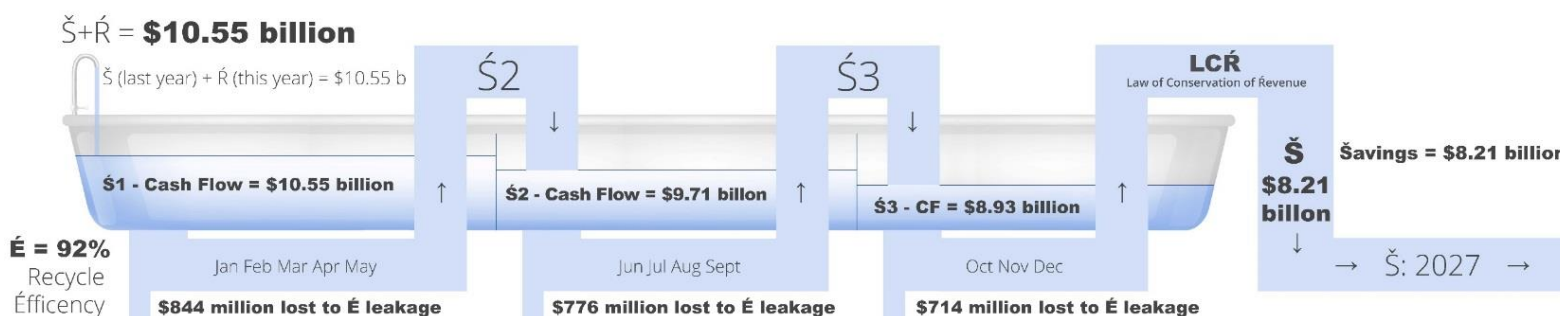 Š+Ŕ = $10.55 billion
Š (last year) + Ŕ (this year) = $10.55 b
Ś2
↓
Ś3
↓
LCŔ
Law of Conservation of Ŕevenue
Ś1 - Cash Flow = $10.55 billion
↑
Ś2 - Cash Flow = $9.71 billon
↑
Ś3 - CF = $8.93 billion
↑
Š
$8.21
billon
↓
Šavings = $8.21 billion
É = 92%
Recycle
Éfficency
Jan Feb Mar Apr May
Jun Jul Aug Sept
Oct Nov Dec
→ Š: 2027 →
$844 million lost to É leakage
$776 million lost to É leakage
$714 million lost to É leakage